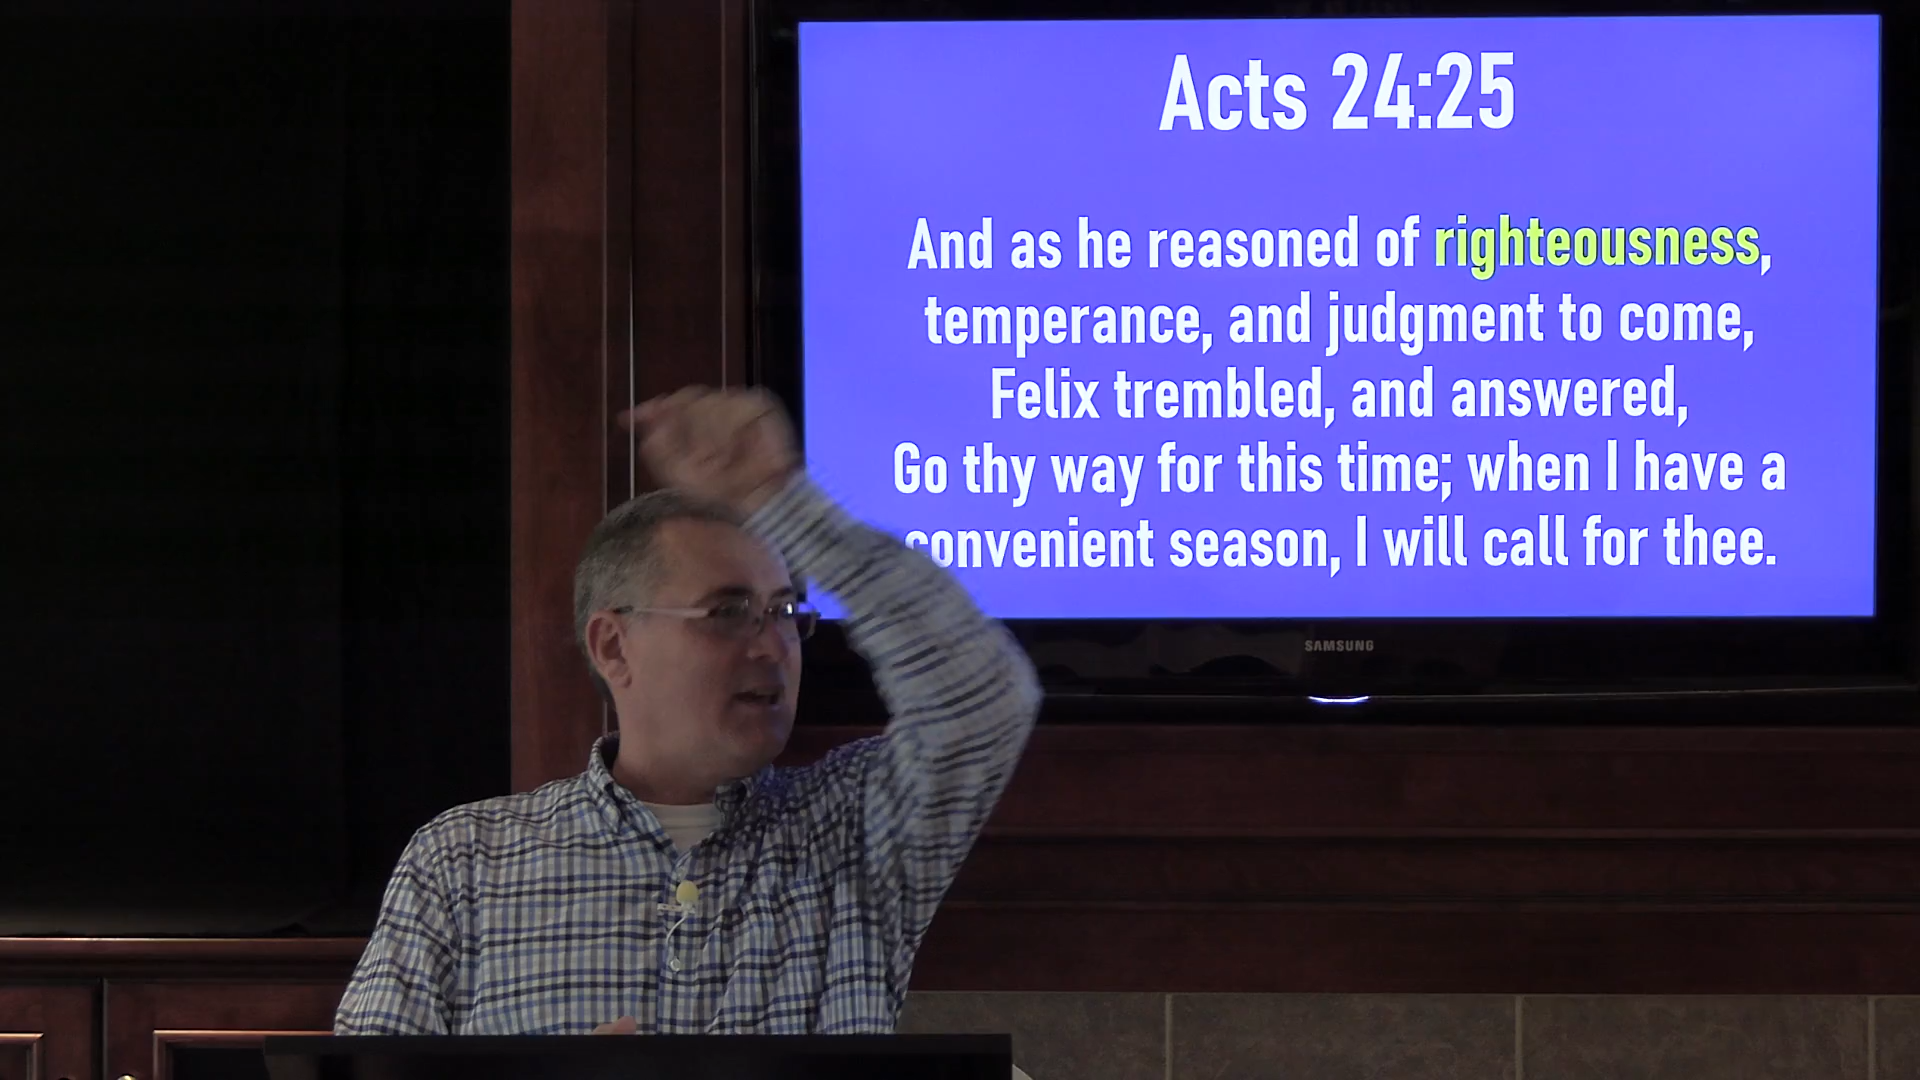 Acts 24:25
And as he reasoned of righteousness,
temperance, and judgment to come,
Felix trembled, and answered,
Go thy way for this time; when I have a
convenient season, I will call for thee.
SAMSUNG